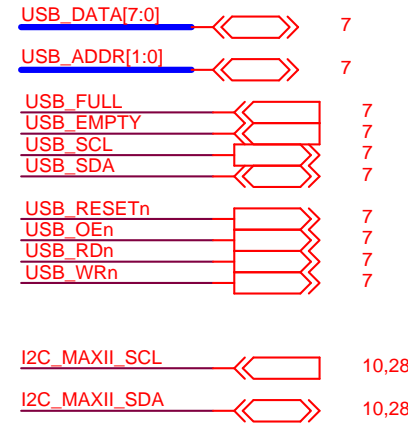 USB_DATA[7:0] 7
USB_ADDR[1:0] 7
USB_FULL 7
USB_EMPTY 7
USB_SCL 7
USB_SDA 7
USB_RESETn 7
USB_OEn 7
USB_RDn 7
USB_WRn 7
I2C_MAXII_SCL 10,28
I2C_MAXII_SDA 10,28